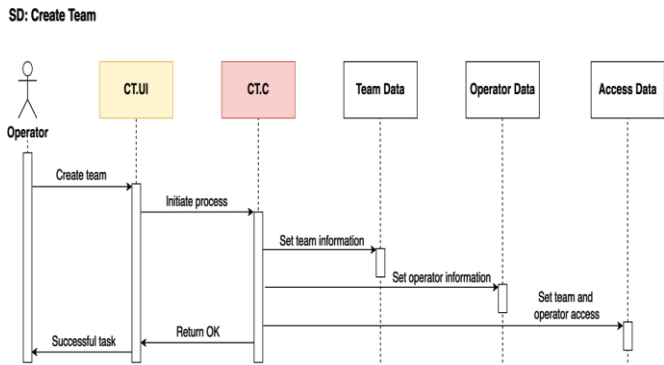 SD: Create Team
CT.UI
CT.C
Team Data
Operator Data
Access Data
Operator
Create team
Initiate process
Set team information
Set operator information
Set team and
operator access
Return OK
Successful task